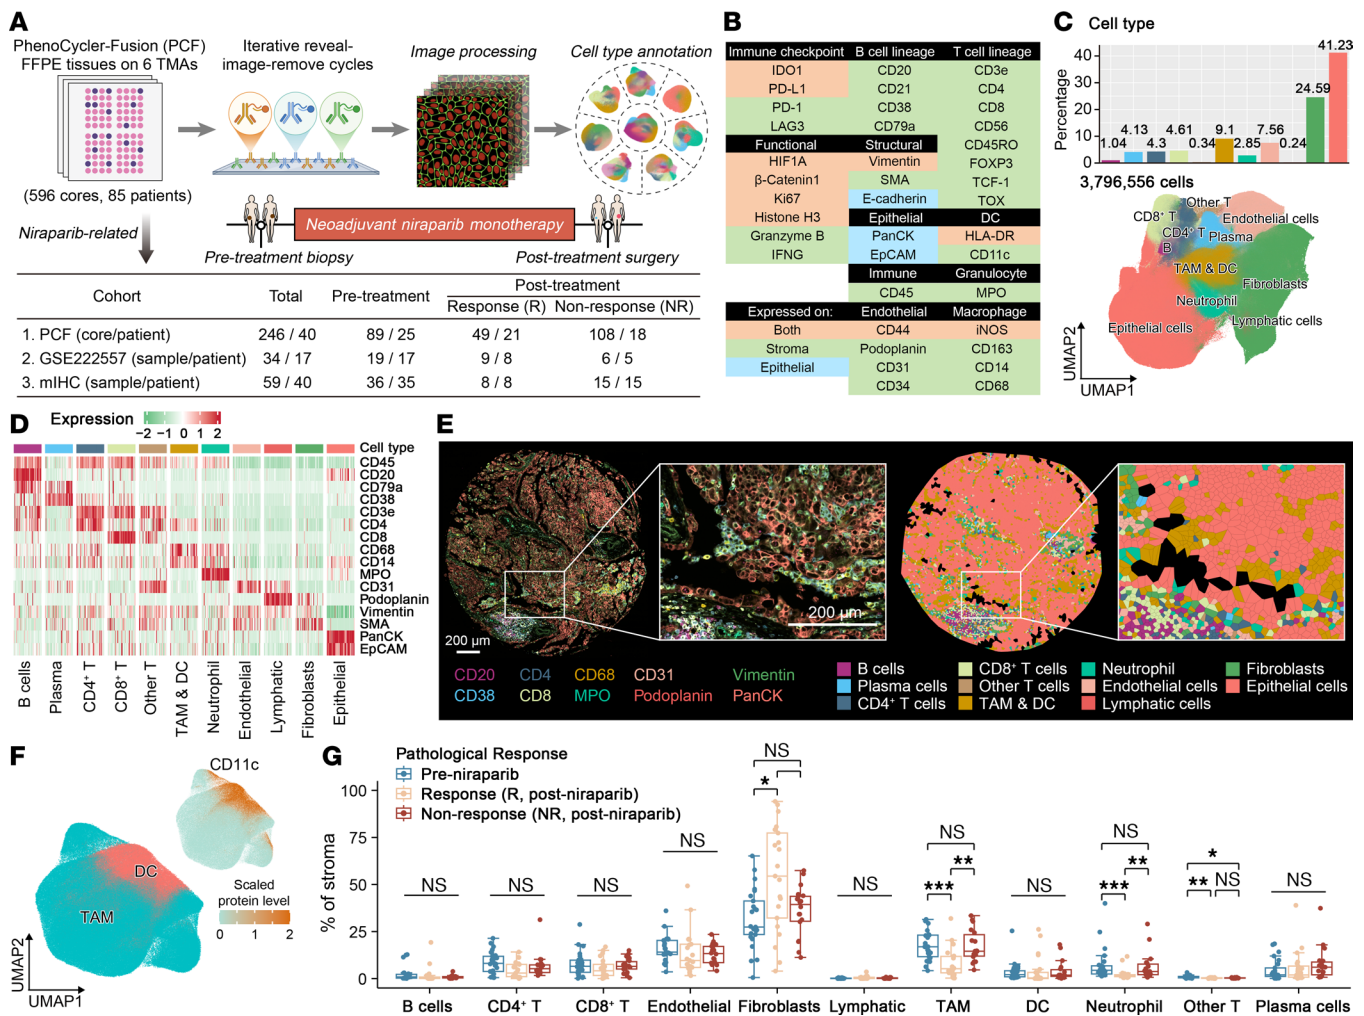 A
PhenoCycler-Fusion (PCF)
FFPE tissues on 6 TMAs
(596 cores, 85 patients)
Iterative reveal-
image-remove cycles
Image processing
Cell type annotation
Niraparib-related
Neoadjuvant niraparib monotherapy
Pre-treatment biopsy
Post-treatment surgery
Cohort Total Pre-treatment Post-treatment
Response (R) Non-response (NR)
1. PCF (core/patient) 246 / 40 89 / 25 49 / 21 108 / 18
2. GSE222557 (sample/patient) 34 / 17 19 / 17 9 / 8 6 / 5
3. mIHC (sample/patient) 59 / 40 36 / 35 8 / 8 15 / 15
B
Immune checkpoint B cell lineage T cell lineage
IDO1 CD20 CD3e
PD-L1 CD21 CD4
PD-1 CD38 CD8
LAG3 CD79a CD56
Functional Structural CD45RO
HIF1A Vimentin FOXP3
β-Catenin1 SMA TCF-1
Ki67 E-cadherin TOX
Histone H3 Epithelial DC
Granzyme B PanCK HLA-DR
IFNG EpCAM CD11c
Immune Granulocyte
CD45 MPO
Expressed on: Endothelial Macrophage
Both CD44 iNOS
Stroma Podoplanin CD163
Epithelial CD31 CD14
CD34 CD68
C
Cell type
Percentage
40
30
20
10
0
1.04
4.13
4.3
4.61
0.34
9.1
2.85
7.56
0.24
24.59
41.23
3,796,556 cells
Other T
CD8+ T
Endothelial cells
CD4+ T
Plasma
B
TAM & DC
Fibroblasts
Neutrophil
Lymphatic cells
Epithelial cells
UMAP2
UMAP1
D
Expression
−2 −1 0 1 2
Cell type
CD45
CD20
CD79a
CD38
CD3e
CD4
CD8
CD68
CD14
MPO
CD31
Podoplanin
Vimentin
SMA
PanCK
EpCAM
B cells
Plasma
CD4+ T
CD8+ T
Other T
TAM & DC
Neutrophil
Endothelial
Lymphatic
Fibroblasts
Epithelial
E
200 µm
200 µm
CD20 CD4 CD68 CD31 Vimentin
CD38 CD8 MPO Podoplanin PanCK
B cells CD8+ T cells Neutrophil Fibroblasts
Plasma cells Other T cells Endothelial cells Epithelial cells
CD4+ T cells TAM & DC Lymphatic cells
F
CD11c
DC
TAM
Scaled
protein level
0 1 2
UMAP2
UMAP1
G
Pathological Response
Pre-niraparib
Response (R, post-niraparib)
Non-response (NR, post-niraparib)
% of stroma
100
75
50
25
0
NS
NS
NS
NS
NS
*
NS
NS
***
**
NS
NS
***
**
*
**
NS
NS
B cells CD4+ T CD8+ T Endothelial Fibroblasts Lymphatic TAM DC Neutrophil Other T Plasma cells